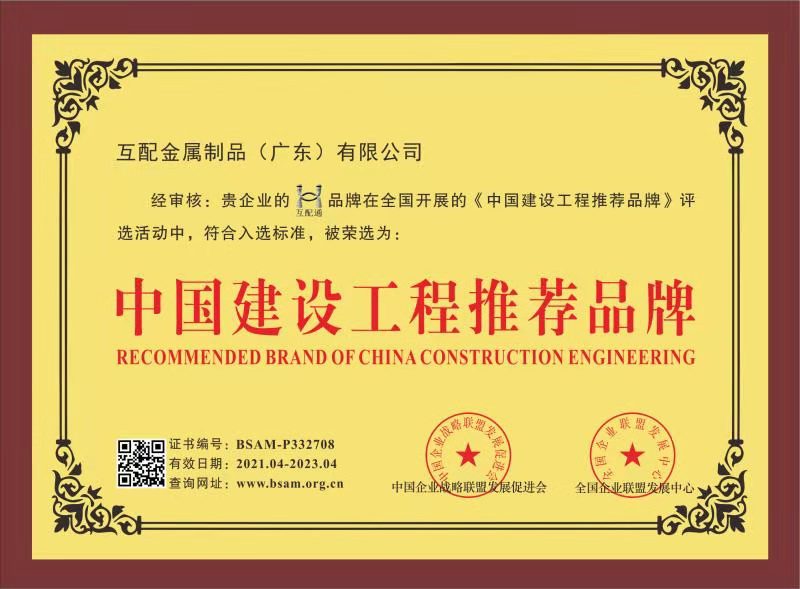 互配金属制品（广东）有限公司
经审核：贵企业的 互配通 品牌在全国开展的《中国建设工程推荐品牌》评
选活动中，符合入选标准，被荣选为：
中国建设工程推荐品牌
RECOMMENDED BRAND OF CHINA CONSTRUCTION ENGINEERING
证书编号：BSAM-P332708
有效日期：2021.04-2023.04
查询网址：www.bsam.org.cn
中国企业战略联盟发展促进会
中国企业战略联盟发展促进会
全国企业联盟发展中心
全国企业联盟发展中心